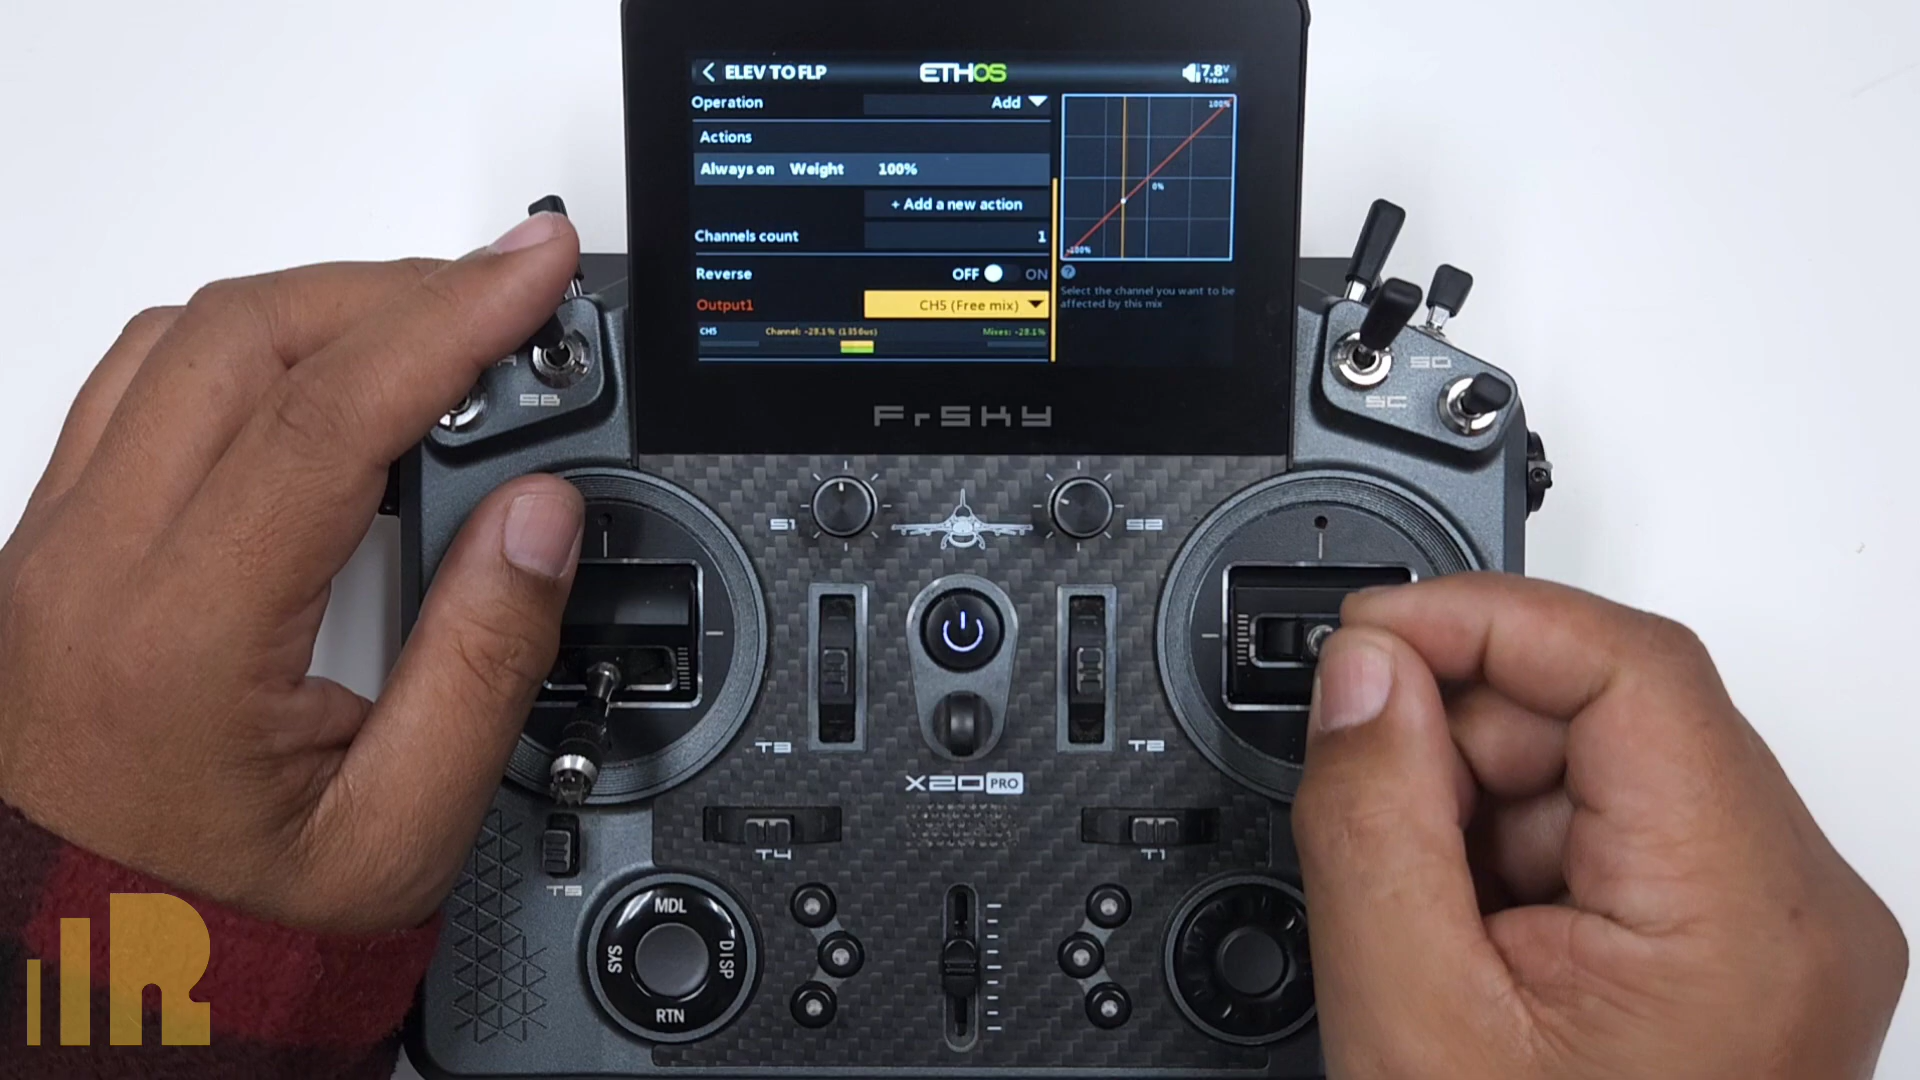 ELEV TO FLP ETHOS 7.8V
TxBatt
Operation Add
Actions
Always on Weight 100%
+ Add a new action
Channels count 1
Reverse OFF ON
Output1 CH5 (Free mix)
CH5 Channel: -28.1% (1356us) Mixes: -28.1%
100%
0%
-100%
?
Select the channel you want to be
affected by this mix
FrSKY
SB
SD
SC
S1
S2
T3
T2
X20 PRO
T4
T1
T5
MDL
SYS
DISP
RTN
R